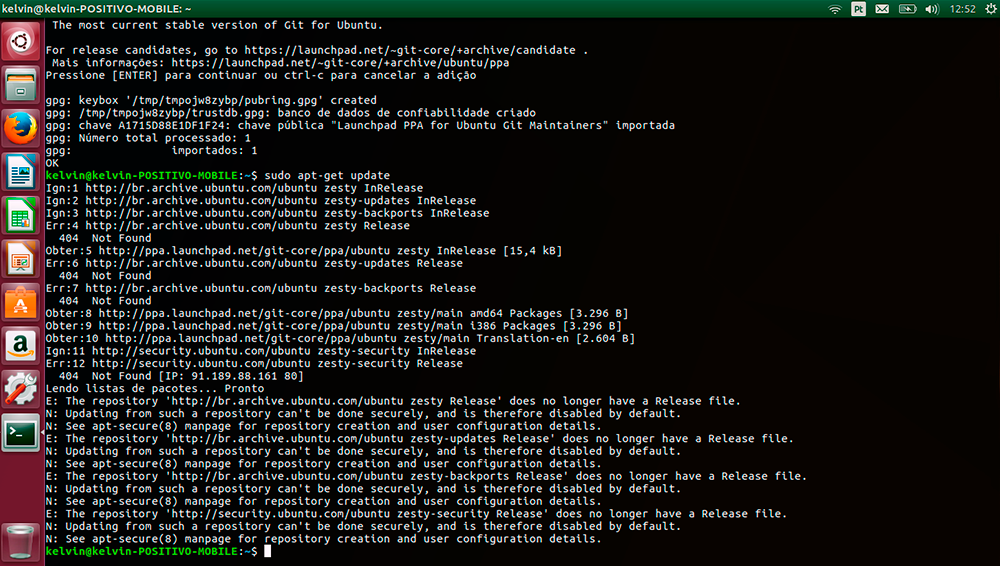 kelvin@kelvin-POSITIVO-MOBILE: ~
Pt
12:52
The most current stable version of Git for Ubuntu.
For release candidates, go to https://launchpad.net/~git-core/+archive/candidate .
Mais informações: https://launchpad.net/~git-core/+archive/ubuntu/ppa
Pressione [ENTER] para continuar ou ctrl-c para cancelar a adição
gpg: keybox '/tmp/tmpojw8zybp/pubring.gpg' created
gpg: /tmp/tmpojw8zybp/trustdb.gpg: banco de dados de confiabilidade criado
gpg: chave A1715D88E1DF1F24: chave pública "Launchpad PPA for Ubuntu Git Maintainers" importada
gpg: Número total processado: 1
gpg:               importados: 1
OK
kelvin@kelvin-POSITIVO-MOBILE:~$ sudo apt-get update
Ign:1 http://br.archive.ubuntu.com/ubuntu zesty InRelease
Ign:2 http://br.archive.ubuntu.com/ubuntu zesty-updates InRelease
Ign:3 http://br.archive.ubuntu.com/ubuntu zesty-backports InRelease
Err:4 http://br.archive.ubuntu.com/ubuntu zesty Release
  404  Not Found
Obter:5 http://ppa.launchpad.net/git-core/ppa/ubuntu zesty InRelease [15,4 kB]
Err:6 http://br.archive.ubuntu.com/ubuntu zesty-updates Release
  404  Not Found
Err:7 http://br.archive.ubuntu.com/ubuntu zesty-backports Release
  404  Not Found
Obter:8 http://ppa.launchpad.net/git-core/ppa/ubuntu zesty/main amd64 Packages [3.296 B]
Obter:9 http://ppa.launchpad.net/git-core/ppa/ubuntu zesty/main i386 Packages [3.296 B]
Obter:10 http://ppa.launchpad.net/git-core/ppa/ubuntu zesty/main Translation-en [2.604 B]
Ign:11 http://security.ubuntu.com/ubuntu zesty-security InRelease
Err:12 http://security.ubuntu.com/ubuntu zesty-security Release
  404  Not Found [IP: 91.189.88.161 80]
Lendo listas de pacotes... Pronto
E: The repository 'http://br.archive.ubuntu.com/ubuntu zesty Release' does no longer have a Release file.
N: Updating from such a repository can't be done securely, and is therefore disabled by default.
N: See apt-secure(8) manpage for repository creation and user configuration details.
E: The repository 'http://br.archive.ubuntu.com/ubuntu zesty-updates Release' does no longer have a Release file.
N: Updating from such a repository can't be done securely, and is therefore disabled by default.
N: See apt-secure(8) manpage for repository creation and user configuration details.
E: The repository 'http://br.archive.ubuntu.com/ubuntu zesty-backports Release' does no longer have a Release file.
N: Updating from such a repository can't be done securely, and is therefore disabled by default.
N: See apt-secure(8) manpage for repository creation and user configuration details.
E: The repository 'http://security.ubuntu.com/ubuntu zesty-security Release' does no longer have a Release file.
N: Updating from such a repository can't be done securely, and is therefore disabled by default.
N: See apt-secure(8) manpage for repository creation and user configuration details.
kelvin@kelvin-POSITIVO-MOBILE:~$